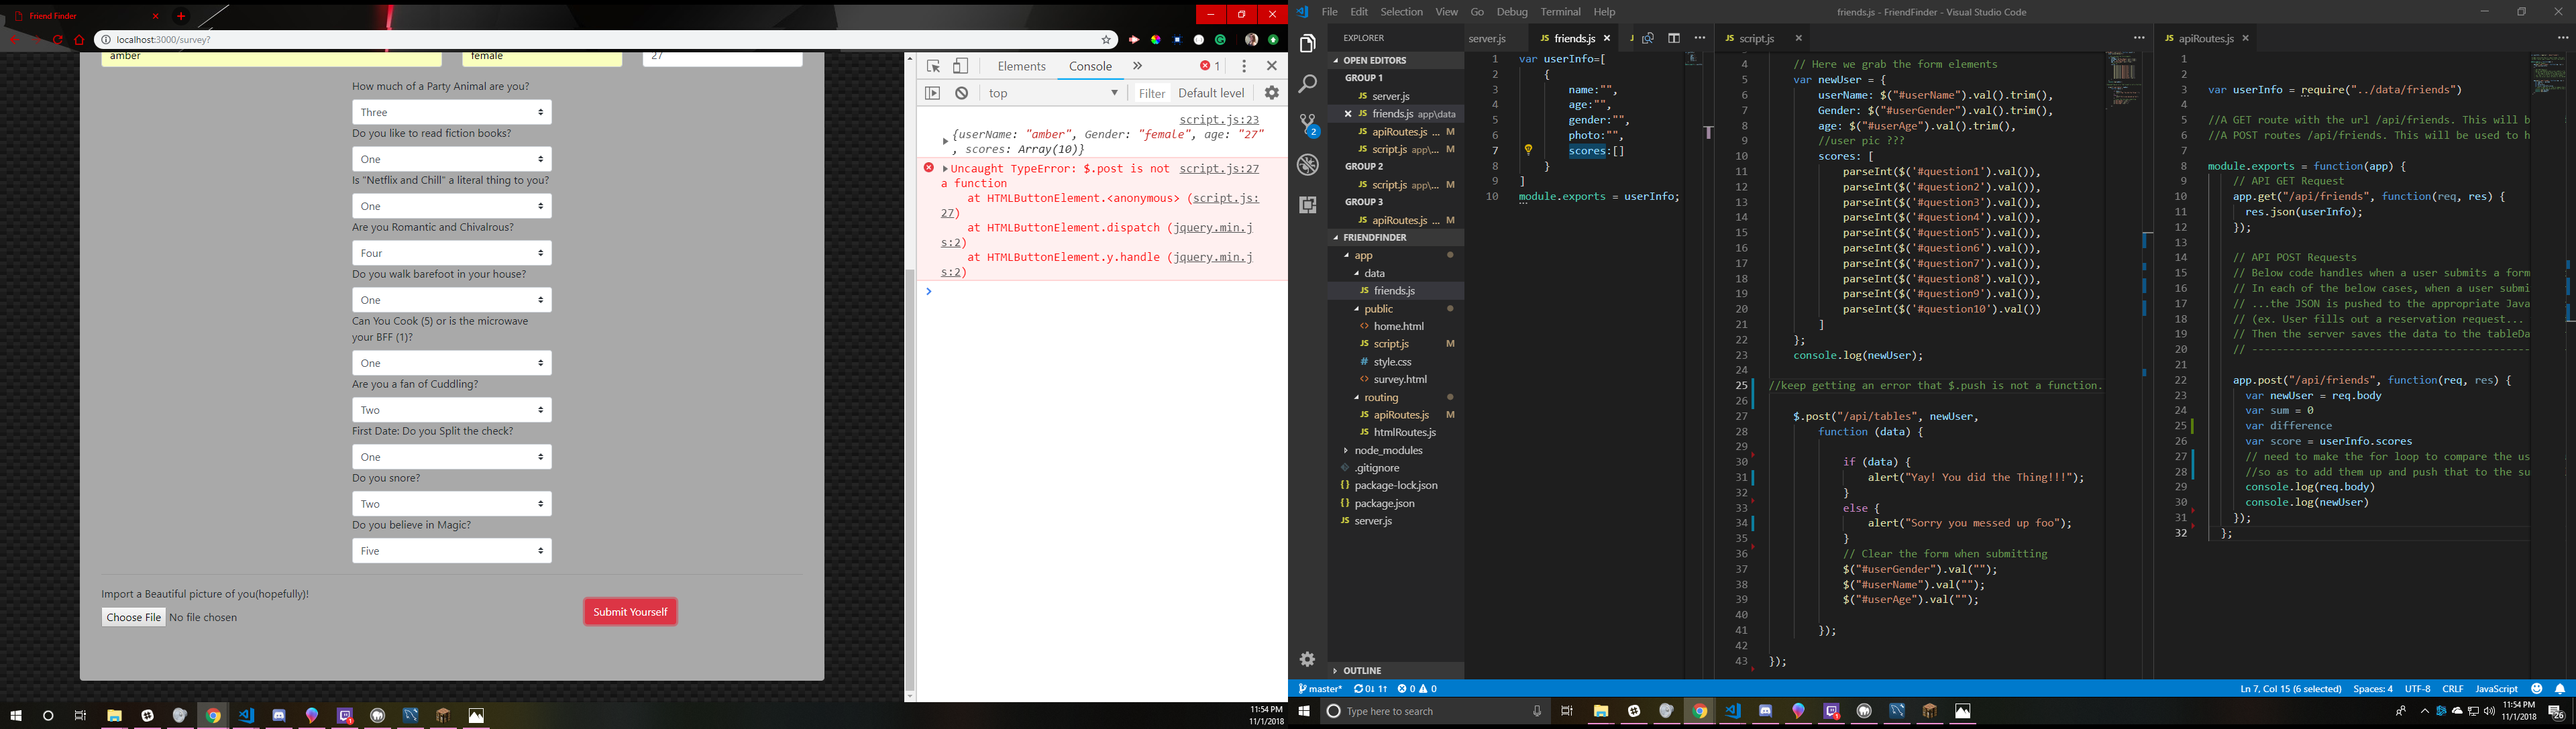 Friend Finder
localhost:3000/survey?
amber
female
27
How much of a Party Animal are you?
Three
Do you like to read fiction books?
One
Is "Netflix and Chill" a literal thing to you?
One
Are you Romantic and Chivalrous?
Four
Do you walk barefoot in your house?
One
Can You Cook (5) or is the microwave
your BFF (1)?
One
Are you a fan of Cuddling?
Two
First Date: Do you Split the check?
One
Do you snore?
Two
Do you believe in Magic?
Five
Import a Beautiful picture of you(hopefully)!
Choose File No file chosen
Submit Yourself
Elements
Console
1
top
Filter
Default level
script.js:23
{userName: "amber", Gender: "female", age: "27"
, scores: Array(10)}
Uncaught TypeError: $.post is not script.js:27
a function
at HTMLButtonElement.<anonymous> (script.js:
27)
at HTMLButtonElement.dispatch (jquery.min.j
s:2)
at HTMLButtonElement.y.handle (jquery.min.j
s:2)
11:54 PM
11/1/2018
File Edit Selection View Go Debug Terminal Help
friends.js - FriendFinder - Visual Studio Code
EXPLORER
OPEN EDITORS
GROUP 1
server.js
friends.js app\data
apiRoutes.js ... M
script.js app\... M
GROUP 2
script.js app\... M
GROUP 3
apiRoutes.js ... M
FRIENDFINDER
app
data
friends.js
public
home.html
script.js M
style.css
survey.html
routing
apiRoutes.js M
htmlRoutes.js
node_modules
.gitignore
package-lock.json
package.json
server.js
OUTLINE
2
server.js
JS friends.js
1 var userInfo=[
2 {
3 name:"",
4 age:"",
5 gender:"",
6 photo:"",
7 scores:[]
8 }
9 ]
10 module.exports = userInfo;
JS script.js
4 // Here we grab the form elements
5 var newUser = {
6 userName: $("#userName").val().trim(),
7 Gender: $("#userGender").val().trim(),
8 age: $("#userAge").val().trim(),
9 //user pic ???
10 scores: [
11 parseInt($('#question1').val()),
12 parseInt($('#question2').val()),
13 parseInt($('#question3').val()),
14 parseInt($('#question4').val()),
15 parseInt($('#question5').val()),
16 parseInt($('#question6').val()),
17 parseInt($('#question7').val()),
18 parseInt($('#question8').val()),
19 parseInt($('#question9').val()),
20 parseInt($('#question10').val())
21 ]
22 };
23 console.log(newUser);
24
25 //keep getting an error that $.push is not a function.
26
27 $.post("/api/tables", newUser,
28 function (data) {
29
30 if (data) {
31 alert("Yay! You did the Thing!!!");
32 }
33 else {
34 alert("Sorry you messed up foo");
35 }
36 // Clear the form when submitting
37 $("#userGender").val("");
38 $("#userName").val("");
39 $("#userAge").val("");
40
41 });
42
43 });
JS apiRoutes.js
1
2
3 var userInfo = require("../data/friends")
4
5 //A GET route with the url /api/friends. This will b
6 //A POST routes /api/friends. This will be used to h
7
8 module.exports = function(app) {
9 // API GET Request
10 app.get("/api/friends", function(req, res) {
11 res.json(userInfo);
12 });
13
14 // API POST Requests
15 // Below code handles when a user submits a form
16 // In each of the below cases, when a user submi
17 // ...the JSON is pushed to the appropriate Java
18 // (ex. User fills out a reservation request...
19 // Then the server saves the data to the tableDa
20 // ----------------------------------------------
21
22 app.post("/api/friends", function(req, res) {
23 var newUser = req.body
24 var sum = 0
25 var difference
26 var score = userInfo.scores
27 // need to make the for loop to compare the us
28 //so as to add them up and push that to the su
29 console.log(req.body)
30 console.log(newUser)
31 });
32 };
master* 0↓ 1↑ 0 0
Ln 7, Col 15 (6 selected) Spaces: 4 UTF-8 CRLF JavaScript
Type here to search
11:54 PM
11/1/2018
26